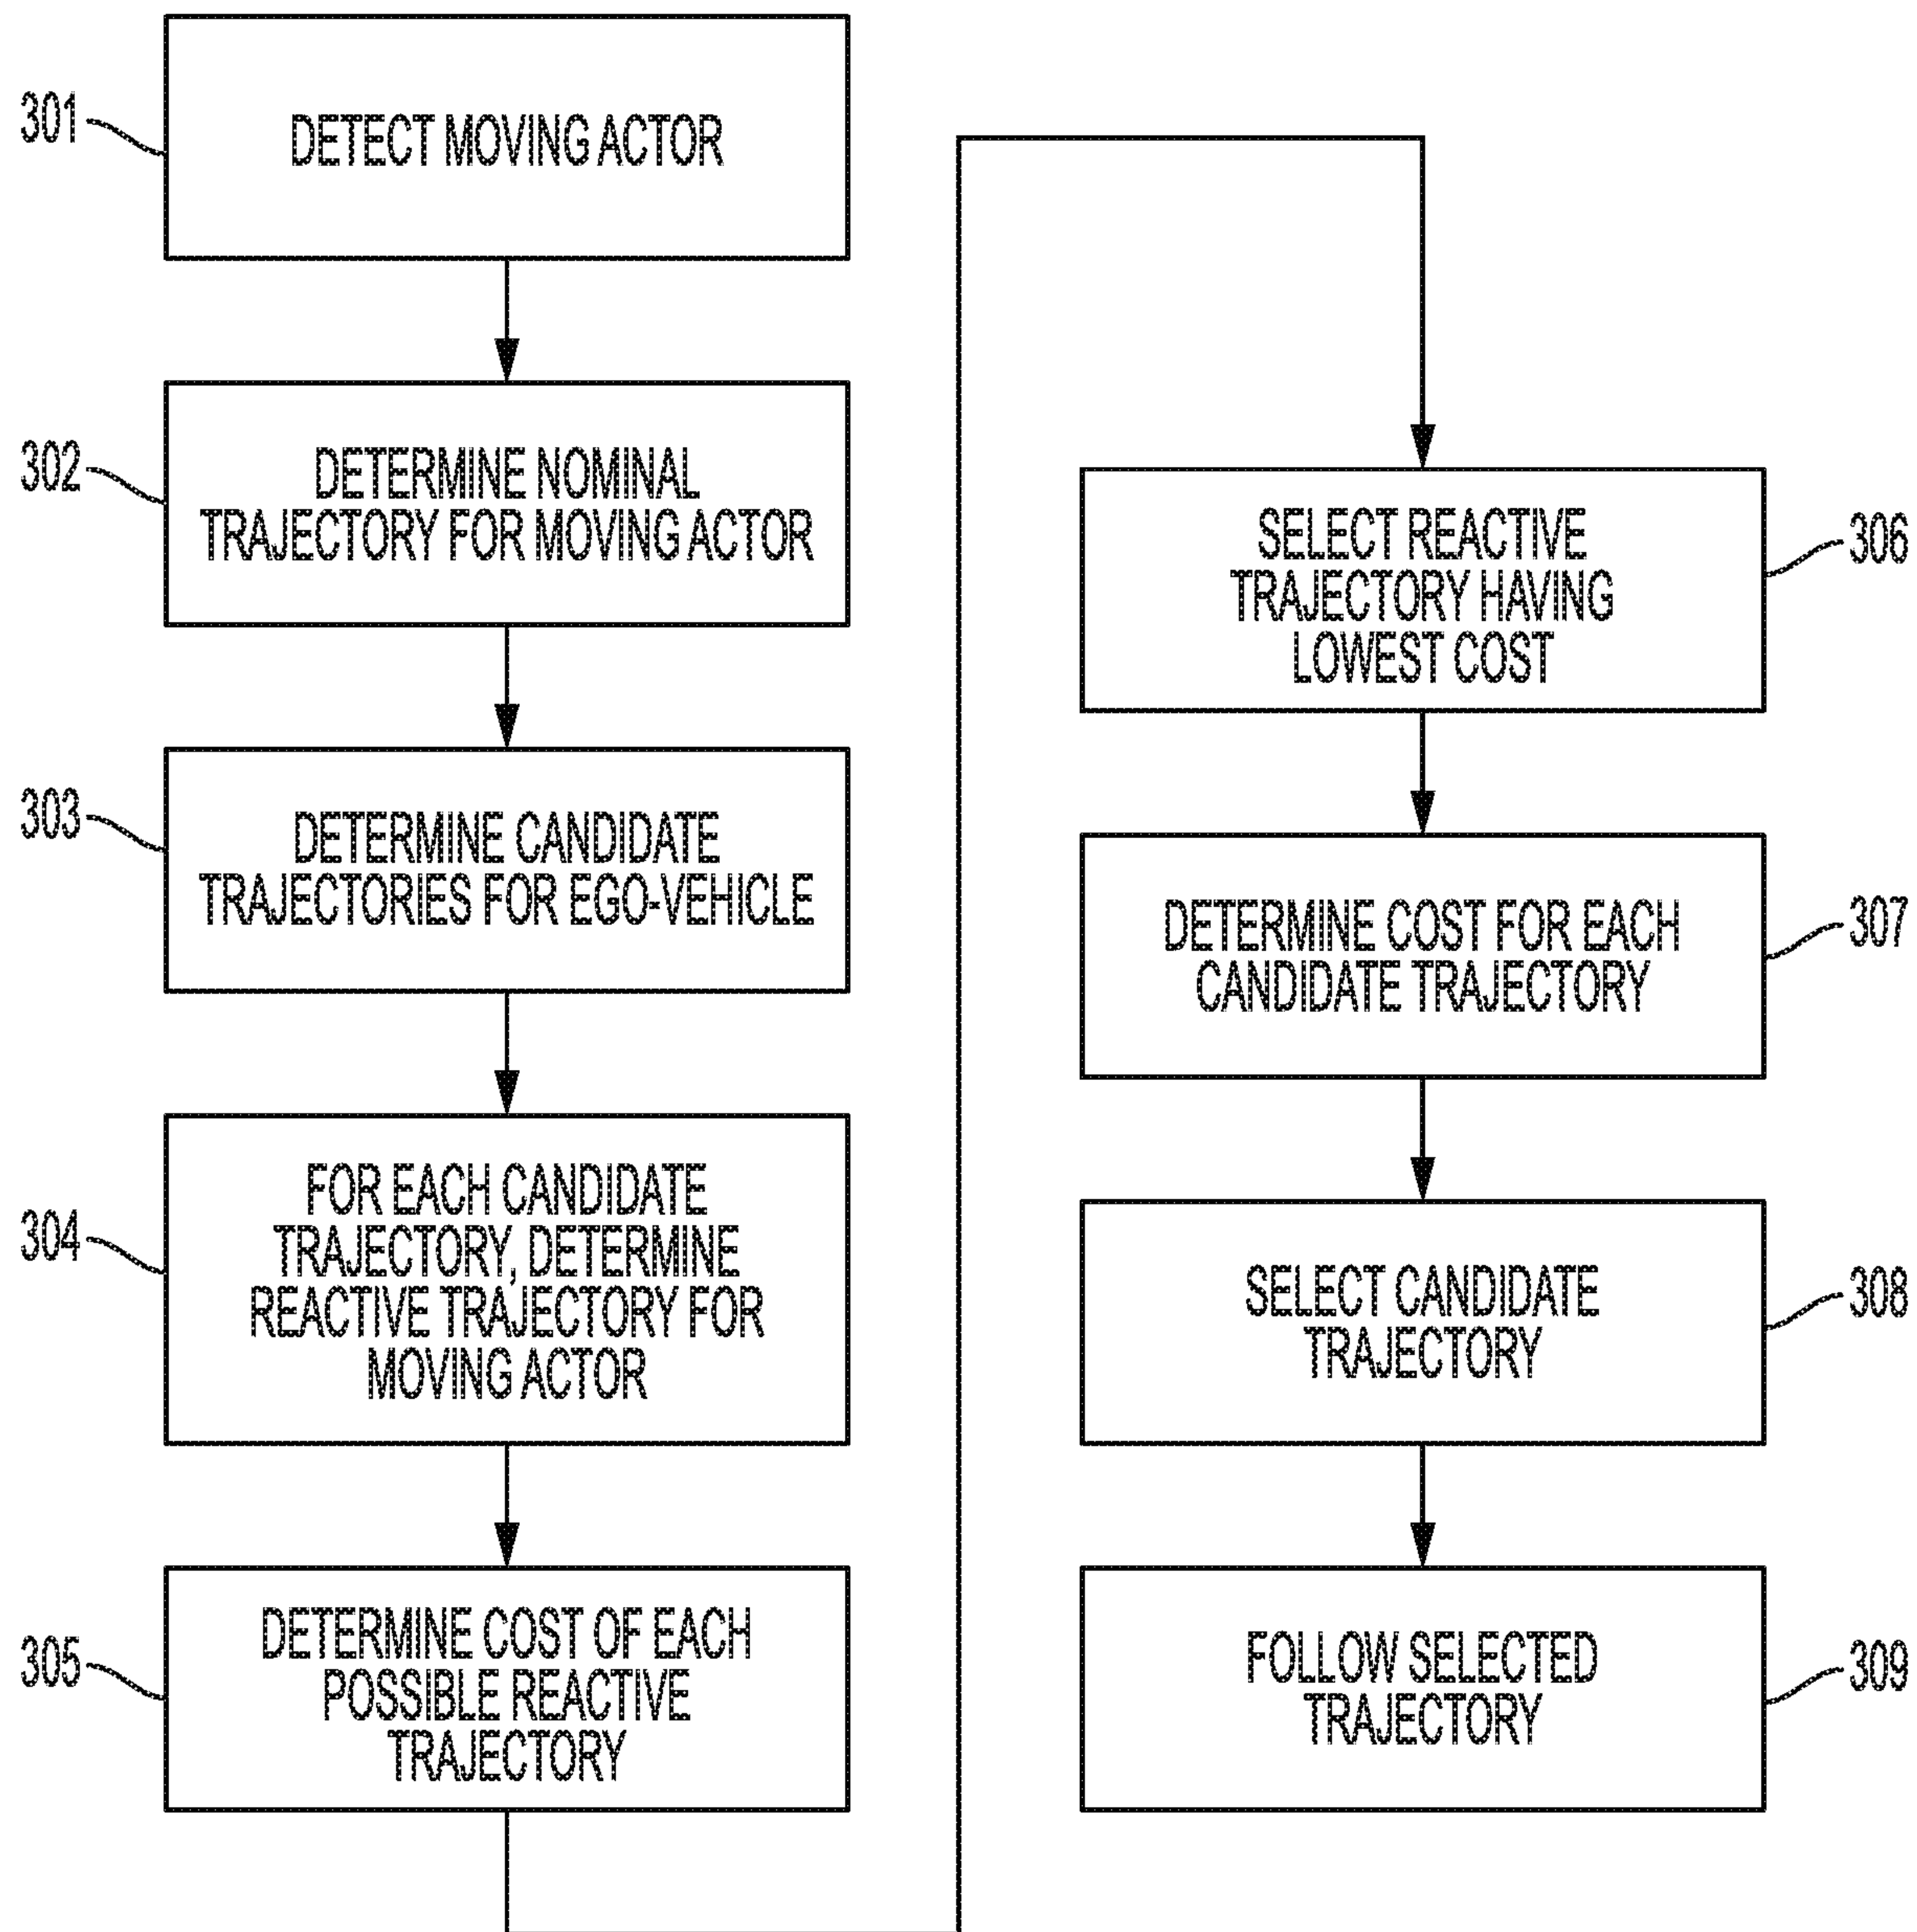 301
DETECT MOVING ACTOR
302
DETERMINE NOMINAL
TRAJECTORY FOR MOVING ACTOR
303
DETERMINE CANDIDATE
TRAJECTORIES FOR EGO-VEHICLE
304
FOR EACH CANDIDATE
TRAJECTORY, DETERMINE
REACTIVE TRAJECTORY FOR
MOVING ACTOR
305
DETERMINE COST OF EACH
POSSIBLE REACTIVE
TRAJECTORY
SELECT REACTIVE
TRAJECTORY HAVING
LOWEST COST
306
DETERMINE COST FOR EACH
CANDIDATE TRAJECTORY
307
SELECT CANDIDATE
TRAJECTORY
308
FOLLOW SELECTED
TRAJECTORY
309